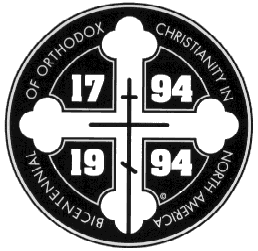 BICENTENNIAL OF ORTHODOX CHRISTIANITY IN NORTH AMERICA
17 94
19 94
©